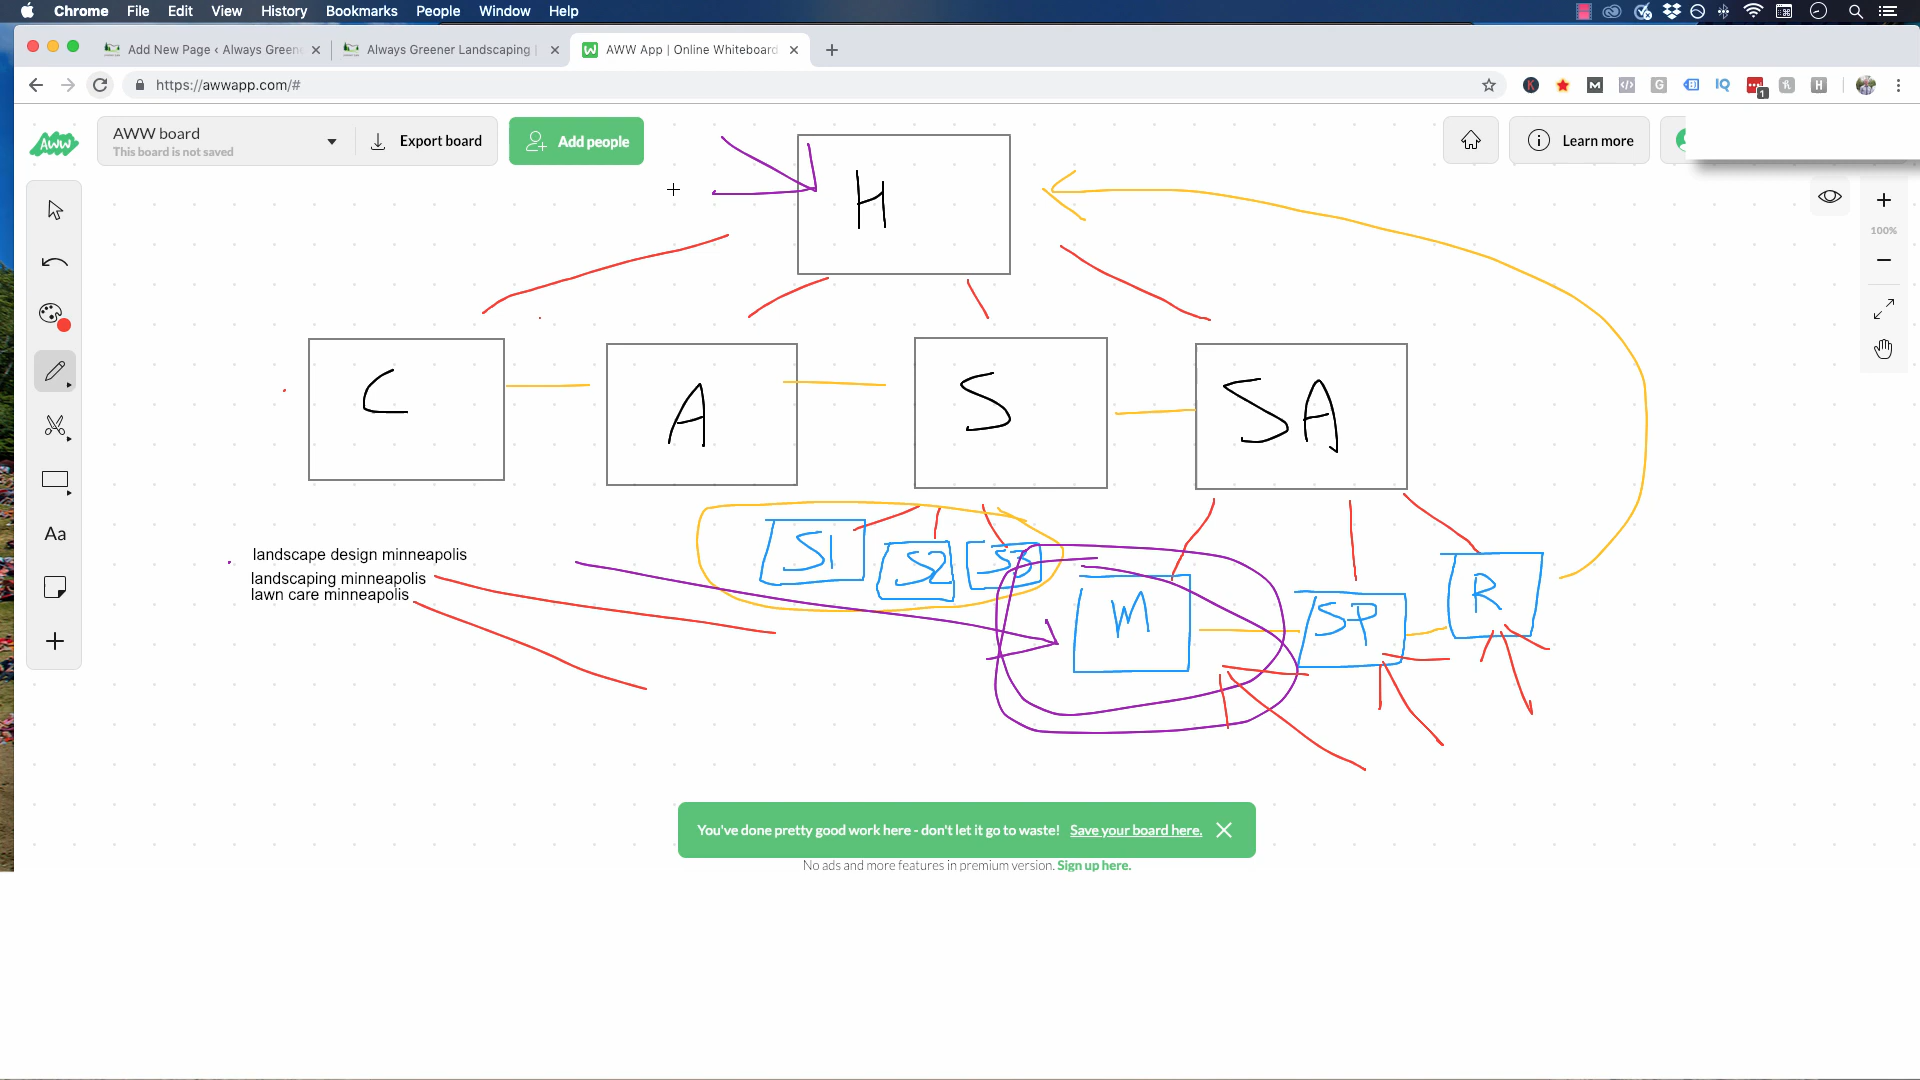 Chrome File Edit View History Bookmarks People Window Help
Add New Page ‹ Always Green
Always Greener Landscaping |
AWW App | Online Whiteboard
https://awwapp.com/#
AWW
AWW board
This board is not saved
Export board
Add people
Learn more
100%
H
C
A
S
SA
S1
S2
S3
M
SP
R
Aa
landscape design minneapolis
landscaping minneapolis
lawn care minneapolis
You've done pretty good work here - don't let it go to waste! Save your board here.
No ads and more features in premium version. Sign up here.